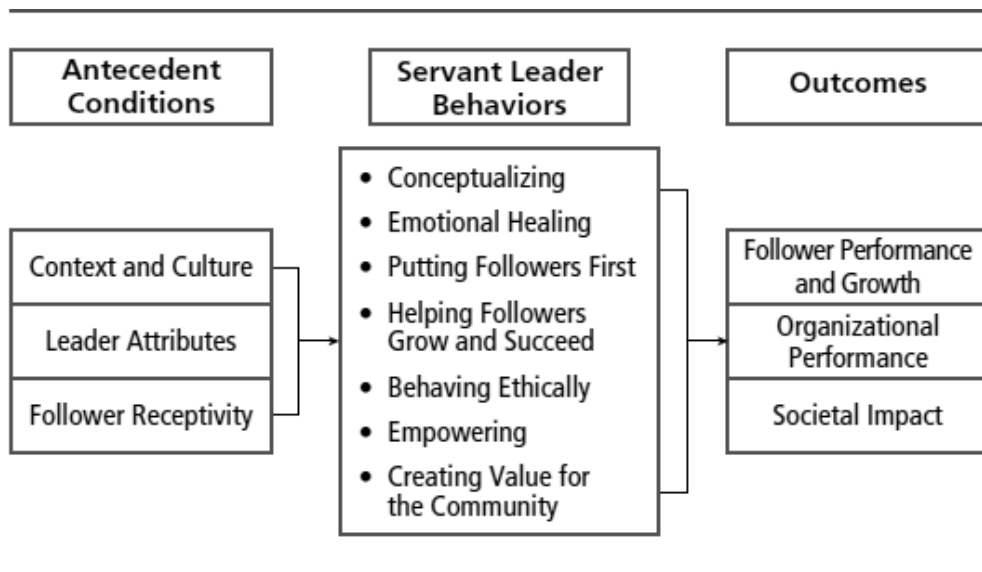 Antecedent
Conditions
Servant Leader
Behaviors
Outcomes
Context and Culture
Leader Attributes
Follower Receptivity
• Conceptualizing
• Emotional Healing
• Putting Followers First
• Helping Followers
Grow and Succeed
• Behaving Ethically
• Empowering
• Creating Value for
the Community
Follower Performance
and Growth
Organizational
Performance
Societal Impact